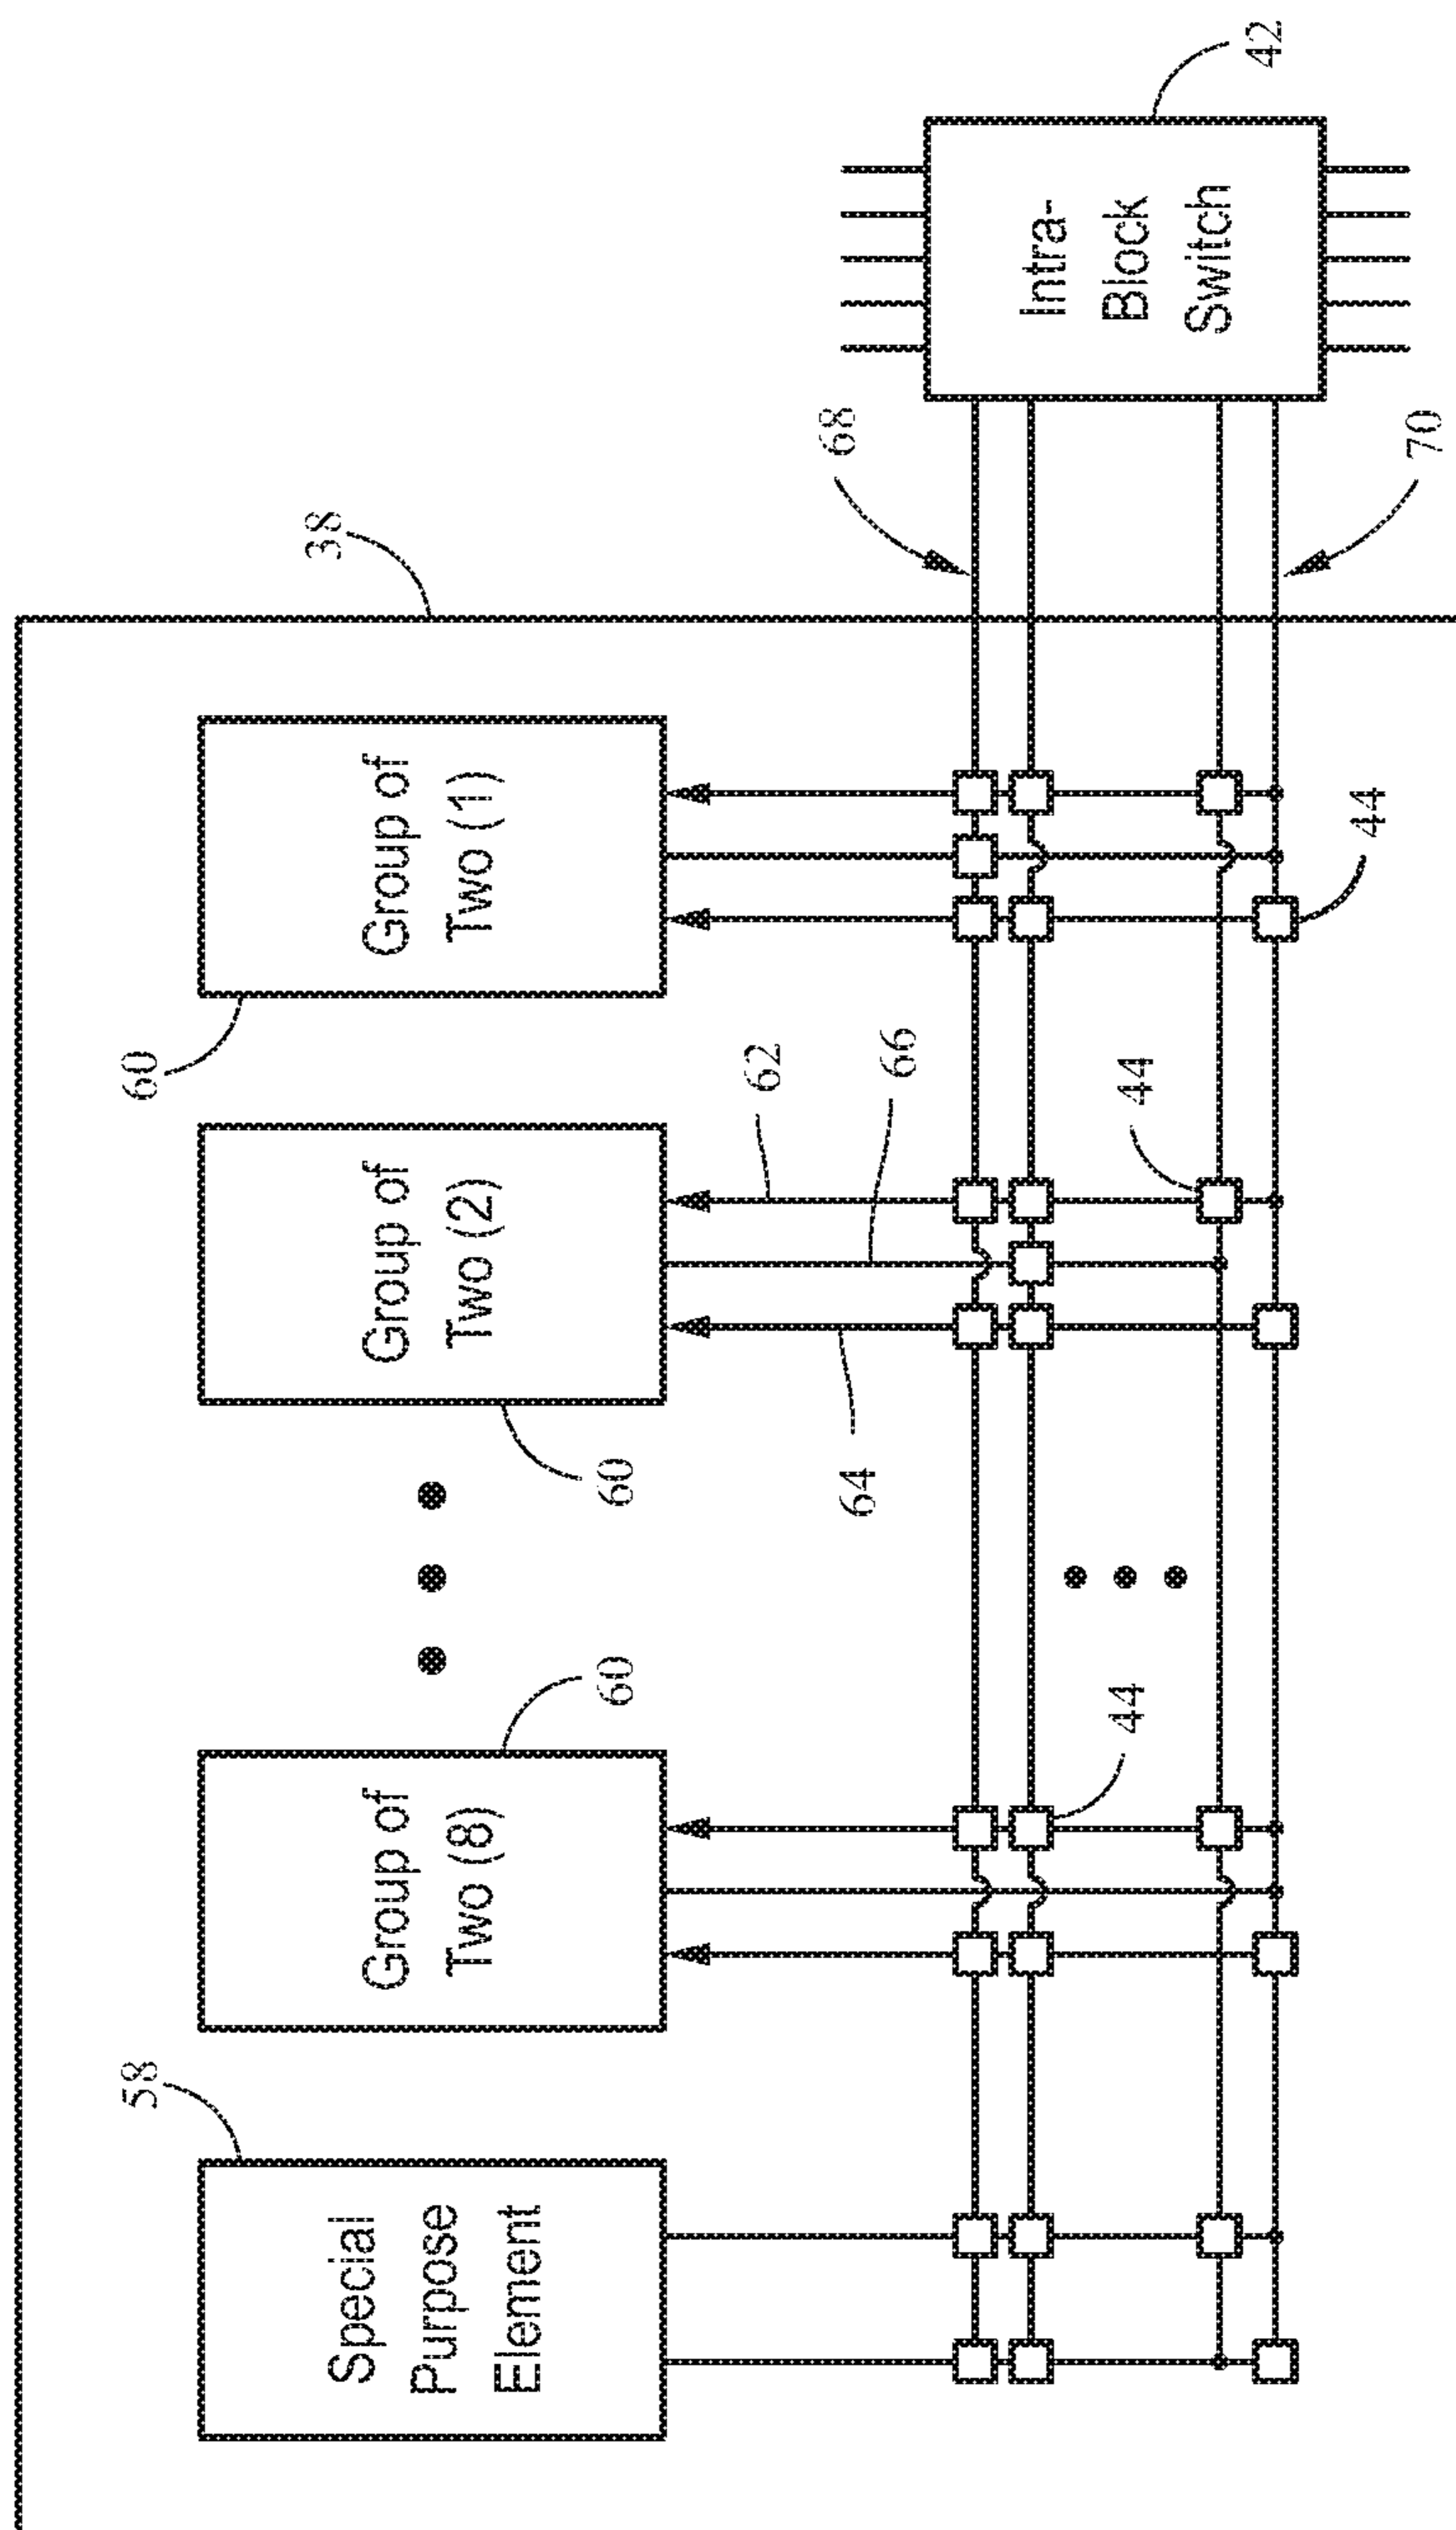 58
60
60
60
38
Special
Purpose
Element
Group of
Two (8)
Group of
Two (2)
Group of
Two (1)
62
64
66
68
44
44
44
Intra-
Block
Switch
42
70